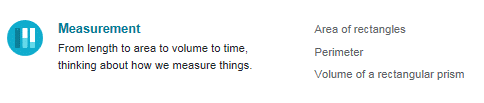 Measurement
From length to area to volume to time,
thinking about how we measure things.
Area of rectangles
Perimeter
Volume of a rectangular prism